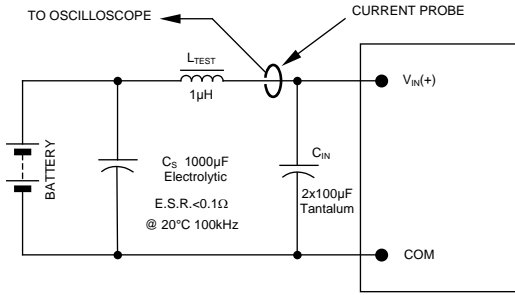 TO OSCILLOSCOPE
CURRENT PROBE
LTEST
1µH
VIN(+)
BATTERY
CS 1000µF
Electrolytic
E.S.R.<0.1Ω
@ 20°C 100kHz
CIN
2x100µF
Tantalum
COM